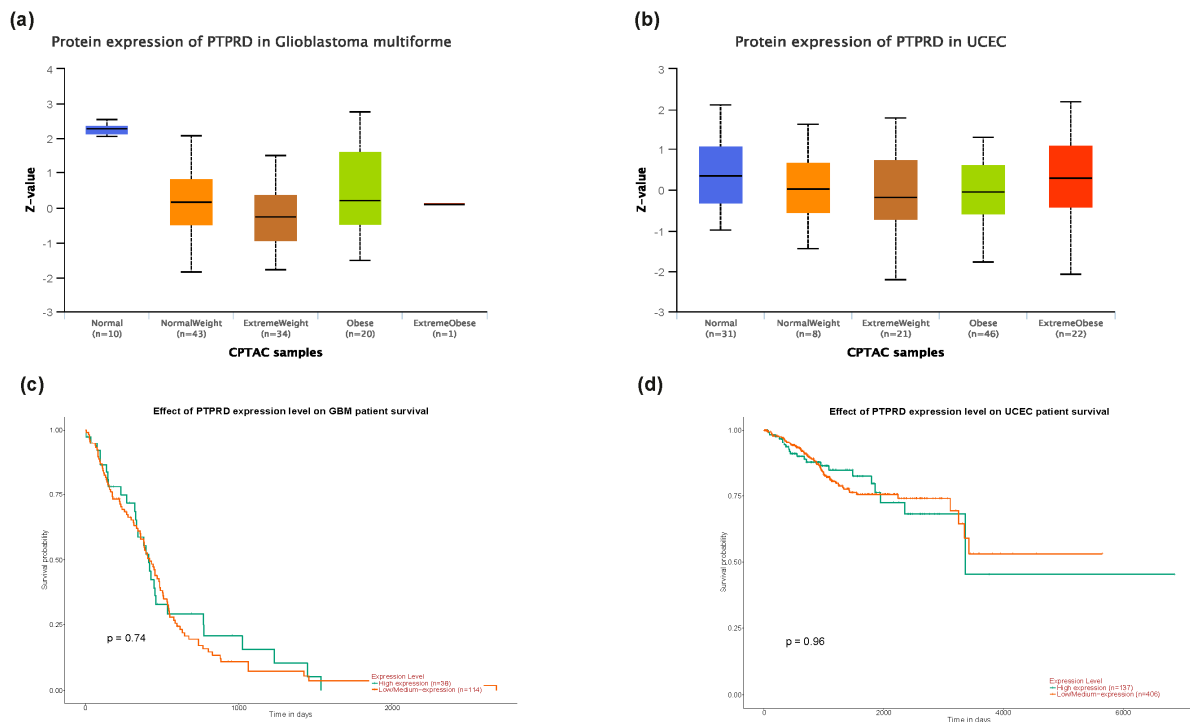 (a)
Protein expression of PTPRD in Glioblastoma multiforme
4
3
2
1
0
-1
-2
-3
Z-value
Normal
(n=10)
NormalWeight
(n=43)
ExtremeWeight
(n=34)
Obese
(n=20)
ExtremeObese
(n=1)
CPTAC samples
(b)
Protein expression of PTPRD in UCEC
3
2
1
0
-1
-2
-3
Z-value
Normal
(n=31)
NormalWeight
(n=8)
ExtremeWeight
(n=21)
Obese
(n=46)
ExtremeObese
(n=22)
CPTAC samples
(c)
Effect of PTPRD expression level on GBM patient survival
1.00
0.75
0.50
0.25
0.00
Survival probability
p = 0.74
Expression Level
High expression (n=38)
Low/Medium-expression (n=114)
0
1000
2000
Time in days
(d)
Effect of PTPRD expression level on UCEC patient survival
1.00
0.75
0.50
0.25
0.00
Survival probability
p = 0.96
Expression Level
High expression (n=137)
Low/Medium-expression (n=406)
0
2000
4000
6000
Time in days